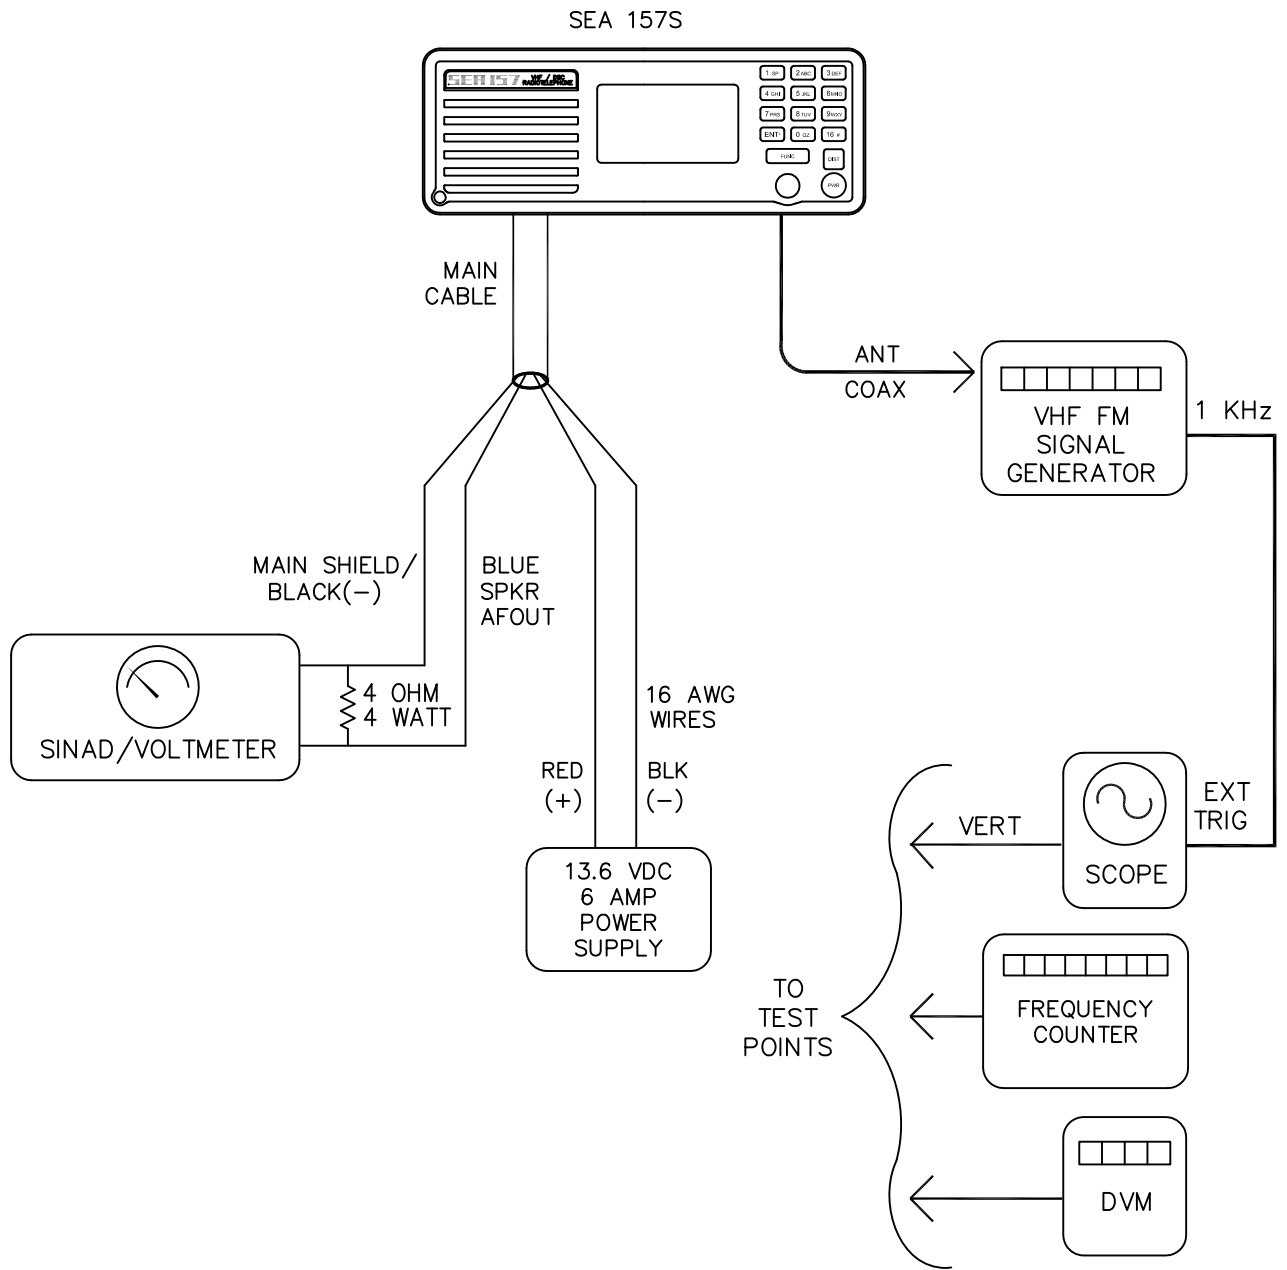 SEA 157S
SEA 157 VHF / DSC
RADIOTELEPHONE
1 SP 2 ABC 3 DEF
4 GHI 5 JKL 6 MNO
7 PRS 8 TUV 9 WXY
ENT 0 QZ 16 #
FUNC
DIST
PWR
MAIN
CABLE
ANT
COAX
VHF FM
SIGNAL
GENERATOR
1 KHz
MAIN SHIELD/
BLACK(-)
BLUE
SPKR
AFOUT
4 OHM
4 WATT
SINAD/VOLTMETER
16 AWG
WIRES
RED
(+)
BLK
(-)
13.6 VDC
6 AMP
POWER
SUPPLY
VERT
EXT
TRIG
SCOPE
TO
TEST
POINTS
FREQUENCY
COUNTER
DVM